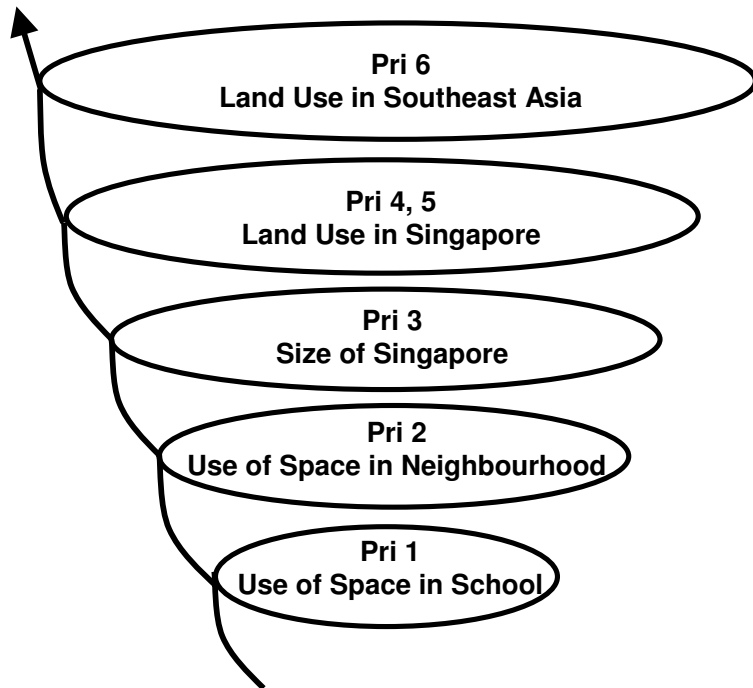 Pri 6
Land Use in Southeast Asia
Pri 4, 5
Land Use in Singapore
Pri 3
Size of Singapore
Pri 2
Use of Space in Neighbourhood
Pri 1
Use of Space in School